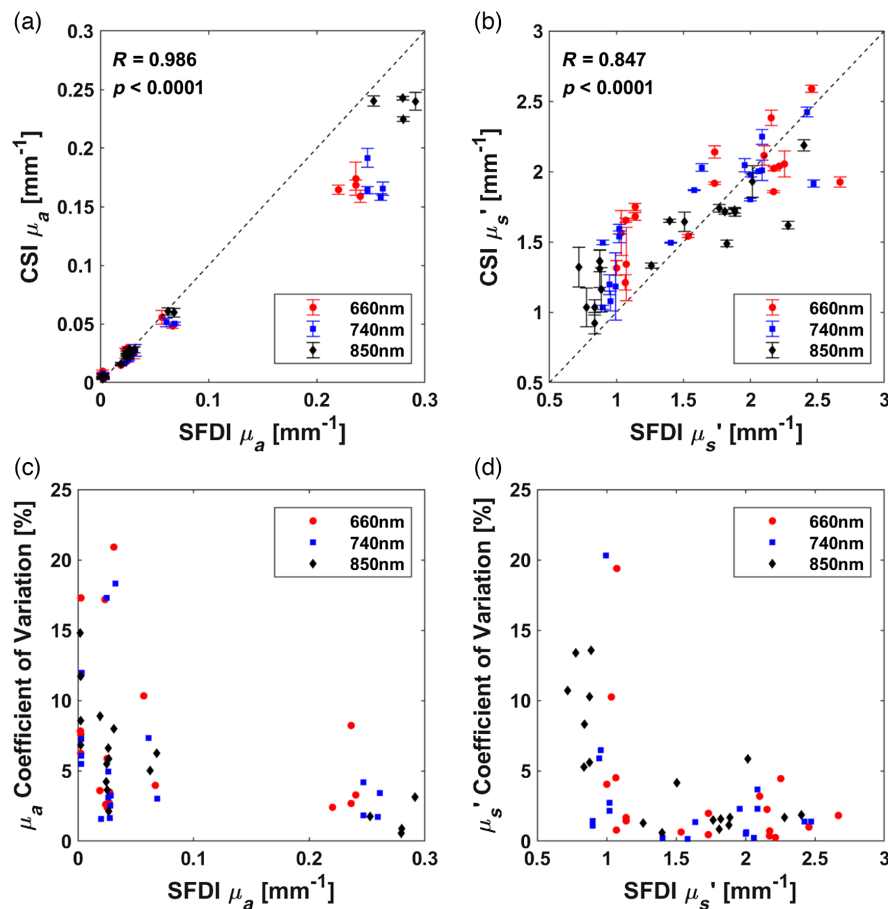 (a)
0.3
0.25
0.2
0.15
0.1
0.05
0
CSI μa [mm-1]
R = 0.986
p < 0.0001
660nm
740nm
850nm
0
0.1
0.2
0.3
SFDI μa [mm-1]
(b)
3
2.5
2
1.5
1
0.5
CSI μs' [mm-1]
R = 0.847
p < 0.0001
660nm
740nm
850nm
0.5
1
1.5
2
2.5
3
SFDI μs' [mm-1]
(c)
25
20
15
10
5
0
μa Coefficient of Variation [%]
660nm
740nm
850nm
0
0.1
0.2
0.3
SFDI μa [mm-1]
(d)
25
20
15
10
5
0
μs' Coefficient of Variation [%]
660nm
740nm
850nm
0.5
1
1.5
2
2.5
3
SFDI μs' [mm-1]